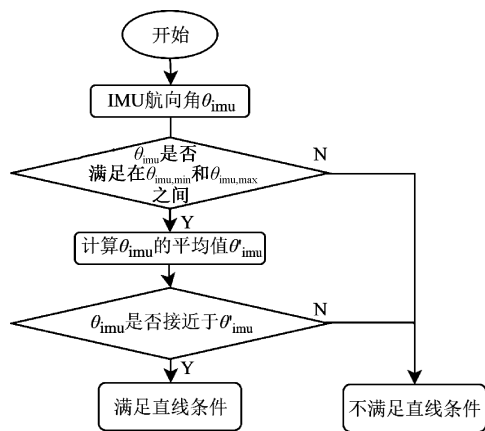 开始
IMU航向角θimu
θimu是否
满足在θimu,min和θimu,max
之间
N
Y
计算θimu的平均值θ'imu
θimu是否接近于θ'imu
N
Y
满足直线条件
不满足直线条件